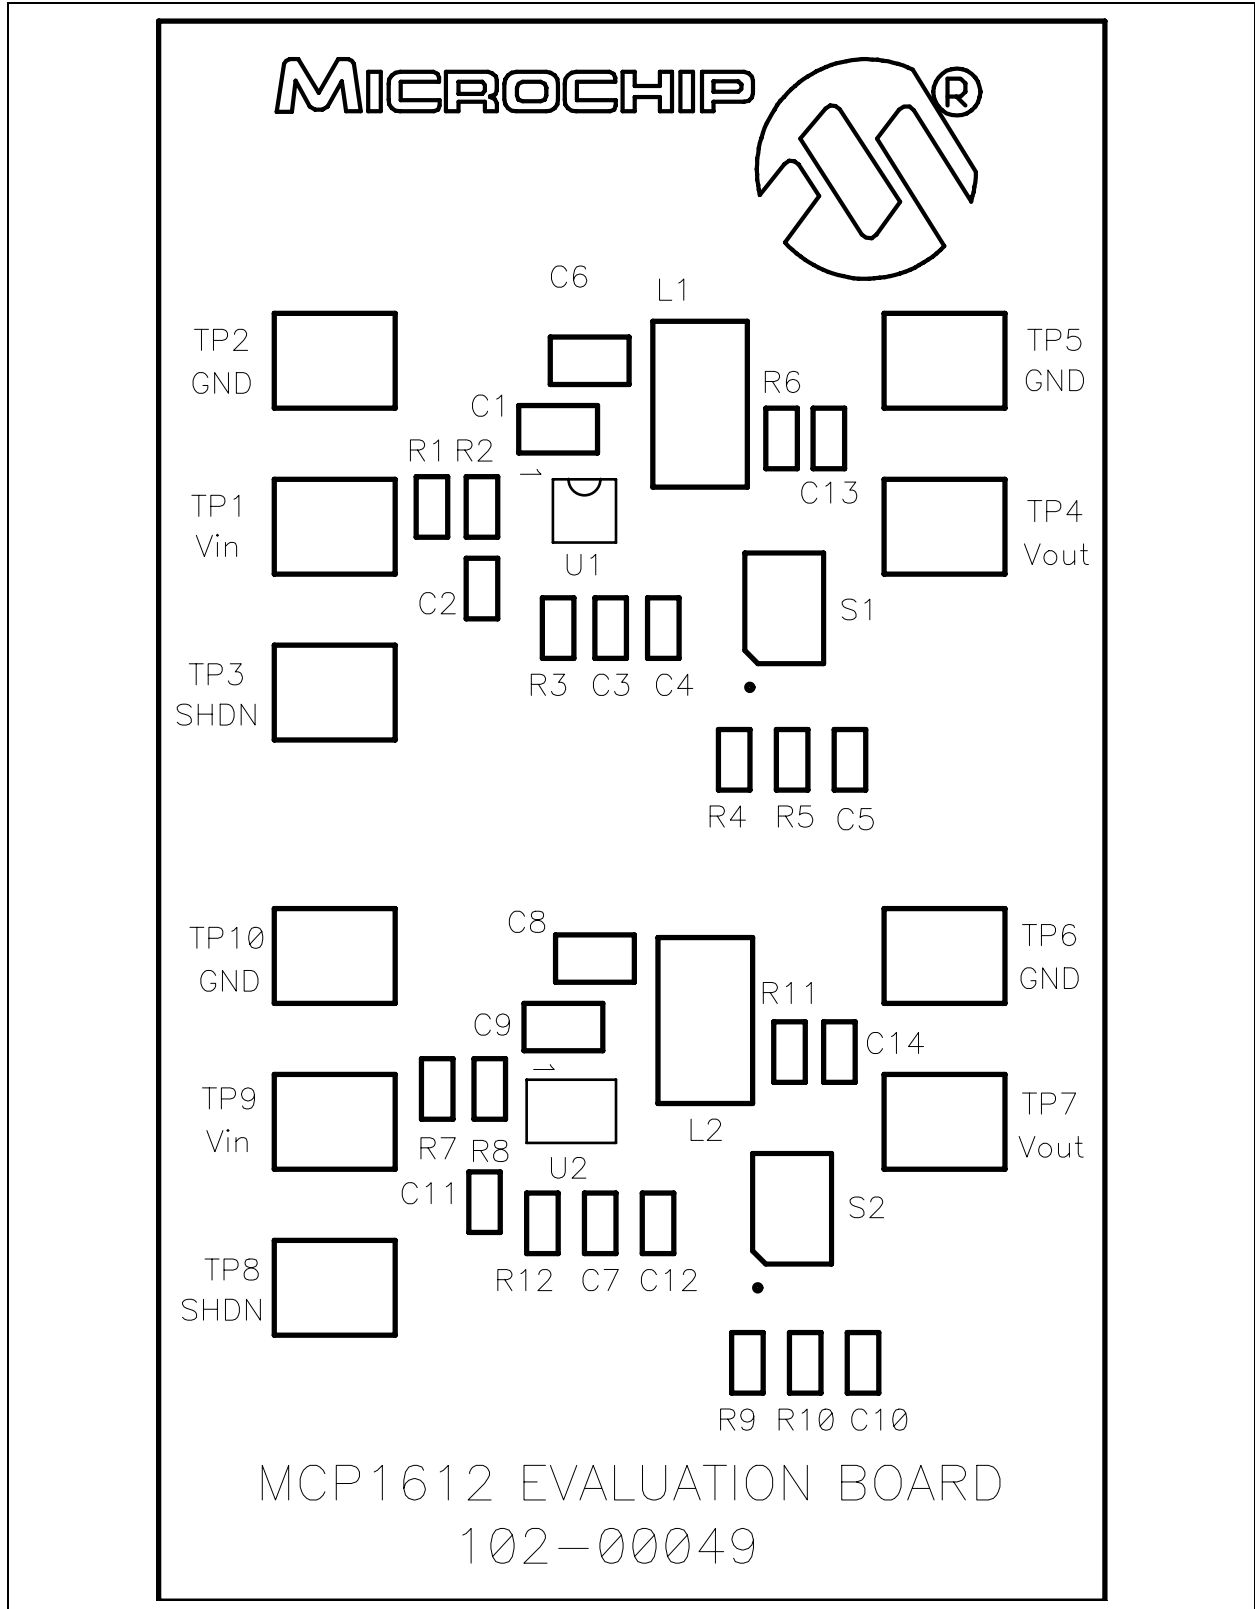 MICROCHIP ®
C6
L1
TP2
GND
TP5
GND
R6
C1
R1 R2
1
C13
TP1
Vin
TP4
Vout
U1
C2
S1
TP3
SHDN
R3 C3 C4
R4 R5 C5
C8
TP10
GND
TP6
GND
R11
C9
C14
1
TP9
Vin
TP7
Vout
L2
R7 R8
U2
C11
S2
TP8
SHDN
R12 C7 C12
R9 R10 C10
MCP1612 EVALUATION BOARD
102-00049